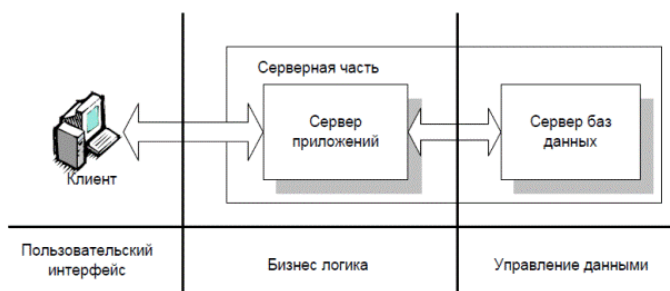 Серверная часть
Сервер
приложений
Сервер баз
данных
Клиент
Пользовательский
интерфейс
Бизнес логика
Управление данными